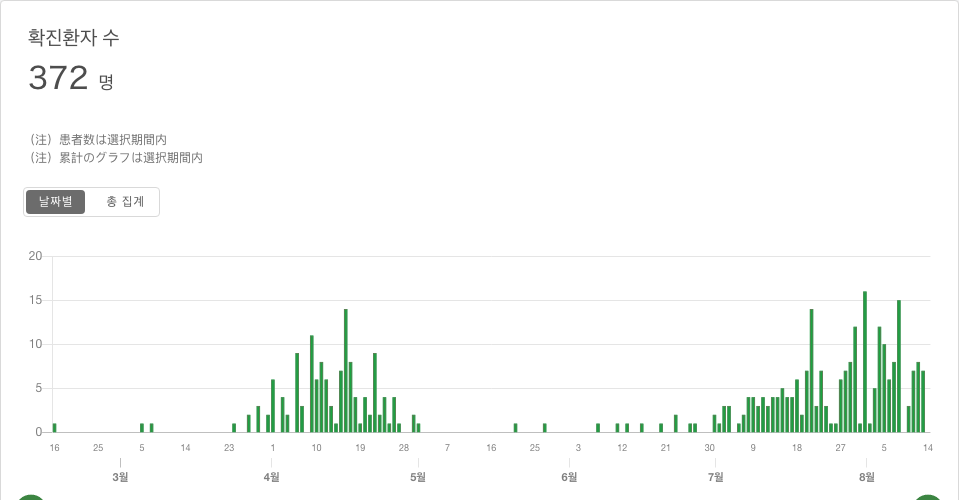 확진환자 수
372 명
（注）患者数は選択期間内
（注）累計のグラフは選択期間内
날짜별 총 집계
20
15
10
5
0
16 25 5 14 23 1 10 19 28 7 16 25 3 12 21 30 9 18 27 5 14
3월 4월 5월 6월 7월 8월